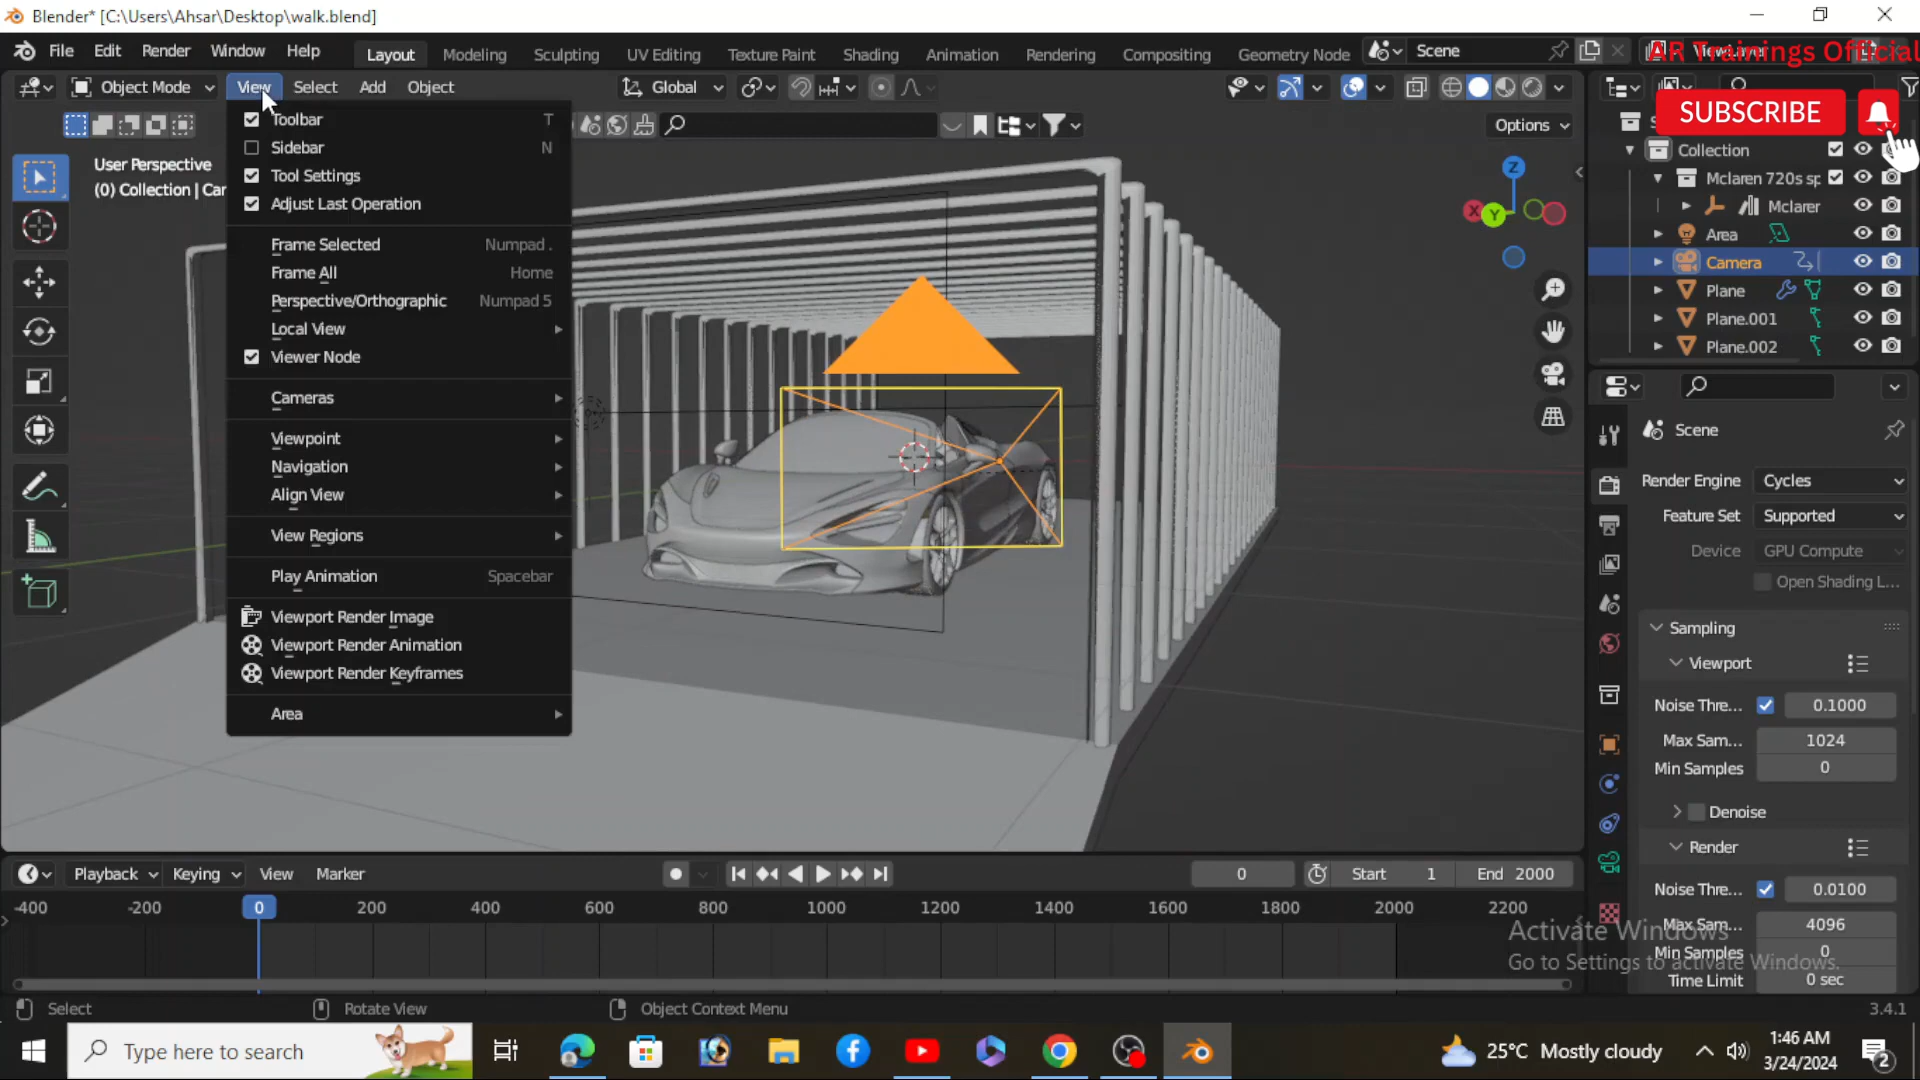 Blender* [C:\Users\Ahsar\Desktop\walk.blend]
File Edit Render Window Help Layout Modeling Sculpting UV Editing Texture Paint Shading Animation Rendering Compositing Geometry Node Scene
AR Trainings Official
Object Mode View Select Add Object Global
SUBSCRIBE
Options
Toolbar T
Sidebar N
Tool Settings
Adjust Last Operation
Frame Selected Numpad .
Frame All Home
Perspective/Orthographic Numpad 5
Local View
Viewer Node
Cameras
Viewpoint
Navigation
Align View
View Regions
Play Animation Spacebar
Viewport Render Image
Viewport Render Animation
Viewport Render Keyframes
Area
User Perspective
(0) Collection | Car
Z
X
Y
Collection
Mclaren 720s sp
Mclarer
Area
Camera
Plane
Plane.001
Plane.002
Scene
Render Engine Cycles
Feature Set Supported
Device GPU Compute
Open Shading L...
Sampling
Viewport
Noise Thre... 0.1000
Max Sam... 1024
Min Samples 0
Denoise
Render
Noise Thre... 0.0100
Max Sam... 4096
Min Samples 0
Time Limit 0 sec
Activate Windows
Go to Settings to activate Windows.
Playback Keying View Marker 0 Start 1 End 2000
-400 -200 0 200 400 600 800 1000 1200 1400 1600 1800 2000 2200
Select Rotate View Object Context Menu 3.4.1
Type here to search
25°C Mostly cloudy
1:46 AM
3/24/2024
2